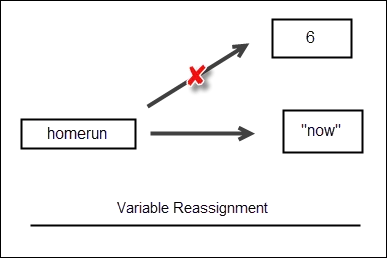 6
homerun
"now"
Variable Reassignment